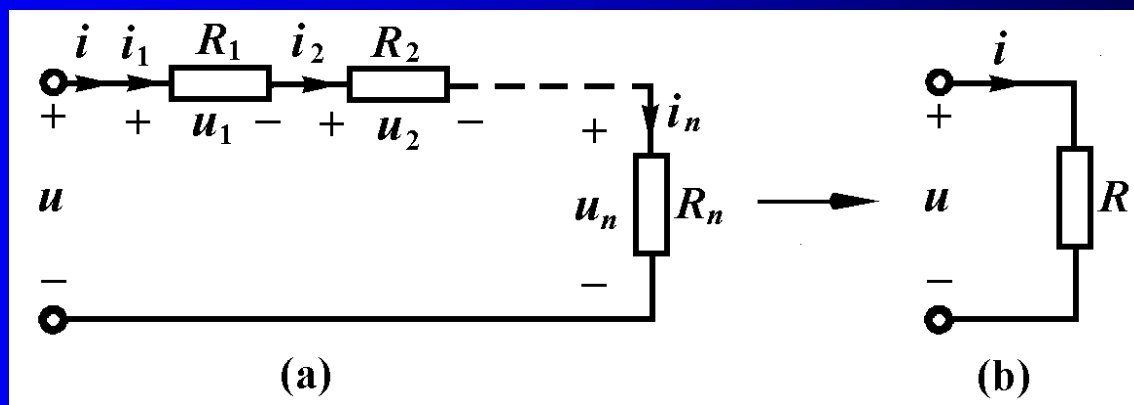 i i₁ R₁ i₂ R₂ i
+ + u₁ − + u₂ − + iₙ +
u uₙ Rₙ u R
− − −
(a) (b)